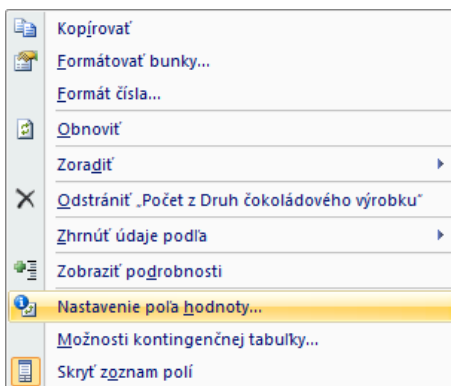 Kopírovať
Formátovať bunky...
Formát čísla...
Obnoviť
Zoradiť
Odstrániť „Počet z Druh čokoládového výrobku“
Zhrnúť údaje podľa
Zobraziť podrobnosti
Nastavenie poľa hodnoty...
Možnosti kontingenčnej tabuľky...
Skryť zoznam polí